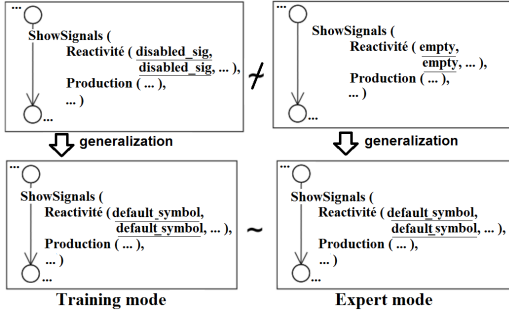 ...
ShowSignals (
Reactivité ( disabled_sig,
disabled_sig, ... ),
Production ( ... ),
... )
...
≁
...
ShowSignals (
Reactivité ( empty,
empty, ... ),
Production ( ... ),
... )
...
generalization
generalization
...
ShowSignals (
Reactivité ( default_symbol,
default_symbol, ... ),
Production ( ... ),
... )
...
~
...
ShowSignals (
Reactivité ( default_symbol,
default_symbol, ... ),
Production ( ... ),
... )
...
Training mode
Expert mode